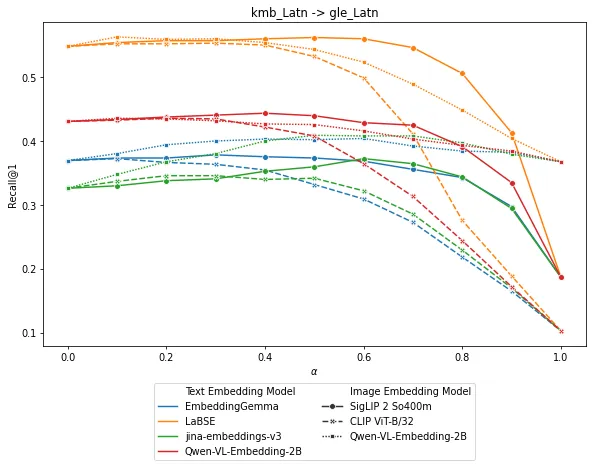 kmb_Latn -> gle_Latn
Recall@1
0.5
0.4
0.3
0.2
0.1
0.0 0.2 0.4 0.6 0.8 1.0
α
Text Embedding Model Image Embedding Model
EmbeddingGemma SigLIP 2 So400m
LaBSE CLIP ViT-B/32
jina-embeddings-v3 Qwen-VL-Embedding-2B
Qwen-VL-Embedding-2B